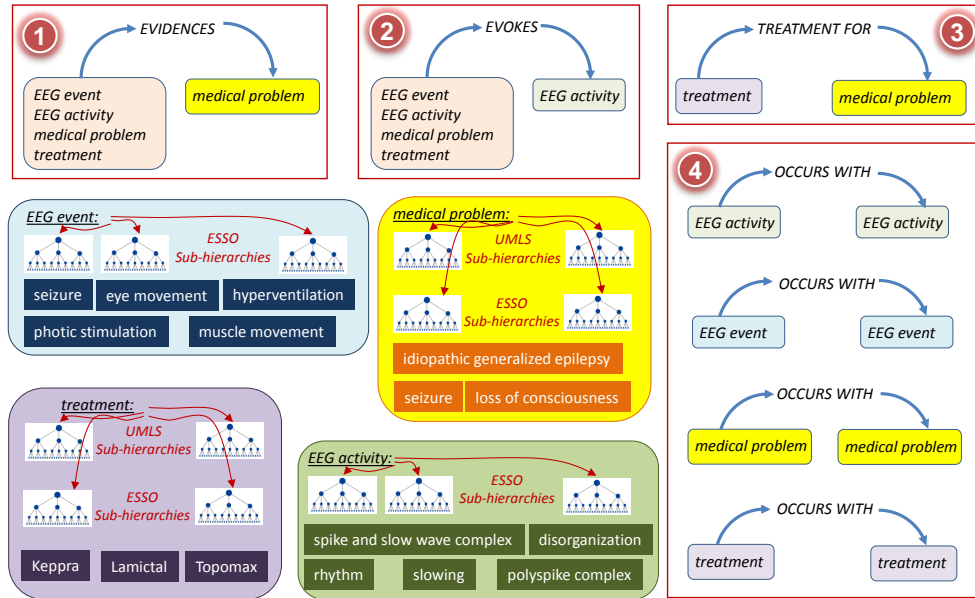 1
EVIDENCES
EEG event
EEG activity
medical problem
treatment
medical problem
2
EVOKES
EEG event
EEG activity
medical problem
treatment
EEG activity
3
TREATMENT FOR
treatment
medical problem
4
OCCURS WITH
EEG activity
EEG activity
OCCURS WITH
EEG event
EEG event
OCCURS WITH
medical problem
medical problem
OCCURS WITH
treatment
treatment
EEG event:
ESSO
Sub-hierarchies
seizure
eye movement
hyperventilation
photic stimulation
muscle movement
medical problem:
UMLS
Sub-hierarchies
ESSO
Sub-hierarchies
idiopathic generalized epilepsy
seizure
loss of consciousness
treatment:
UMLS
Sub-hierarchies
ESSO
Sub-hierarchies
Keppra
Lamictal
Topomax
EEG activity:
ESSO
Sub-hierarchies
spike and slow wave complex
disorganization
rhythm
slowing
polyspike complex